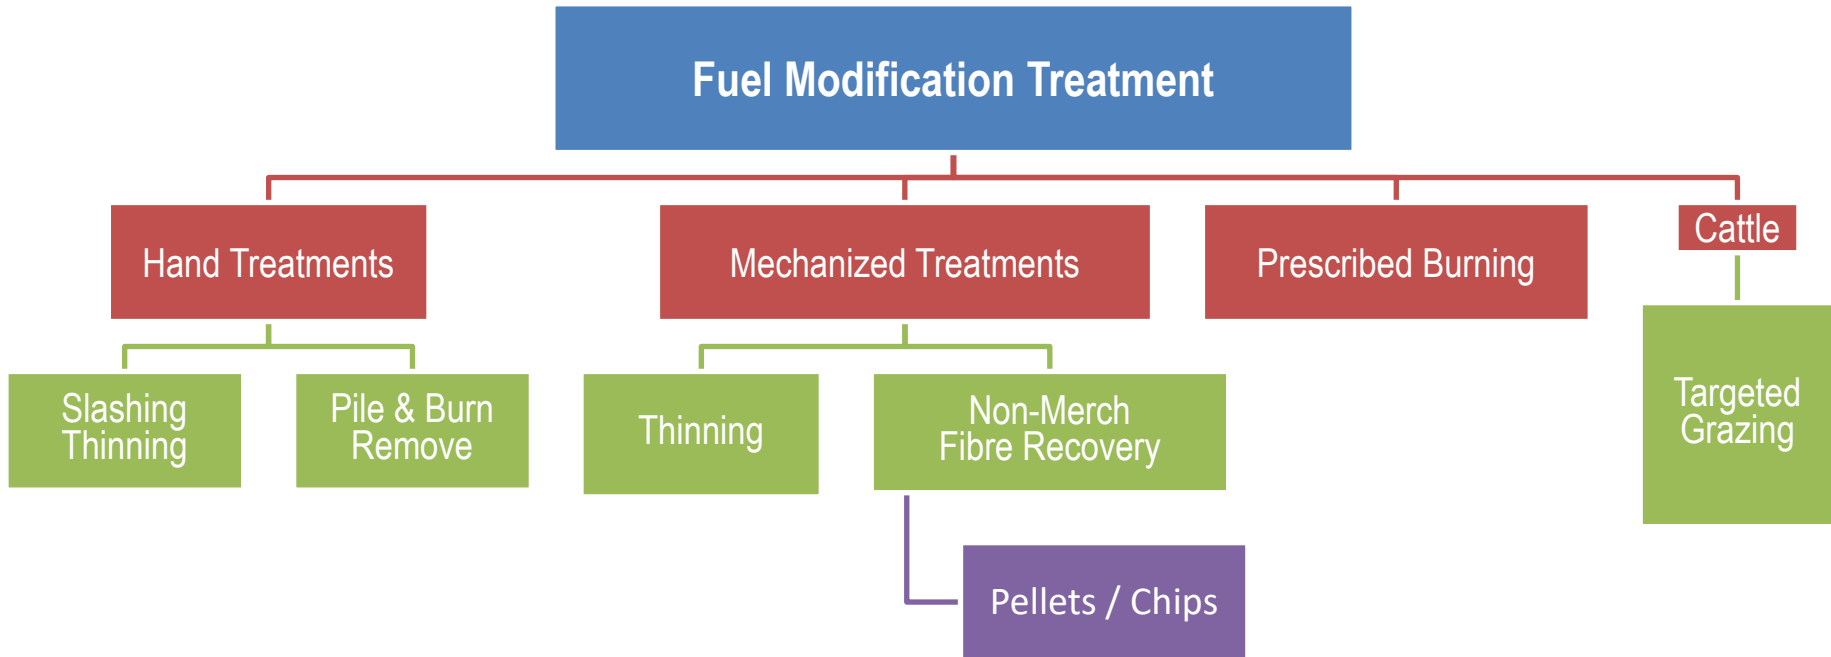 Fuel Modification Treatment
Hand Treatments
Mechanized Treatments
Prescribed Burning
Cattle
Slashing
Thinning
Pile & Burn
Remove
Thinning
Non-Merch
Fibre Recovery
Targeted
Grazing
Pellets / Chips